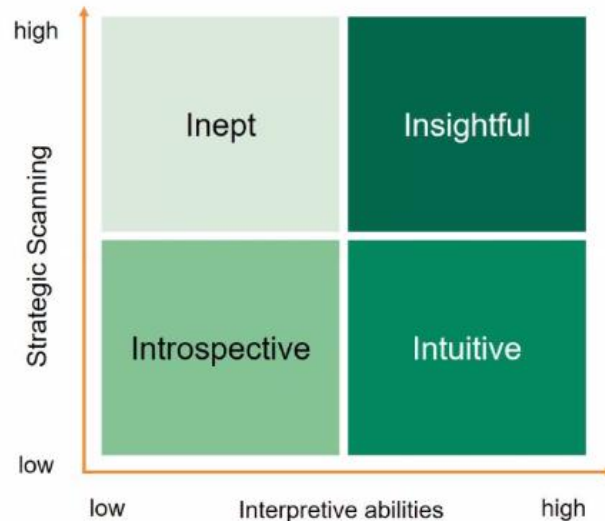 high
Inept
Insightful
Strategic Scanning
Introspective
Intuitive
low
low
Interpretive abilities
high